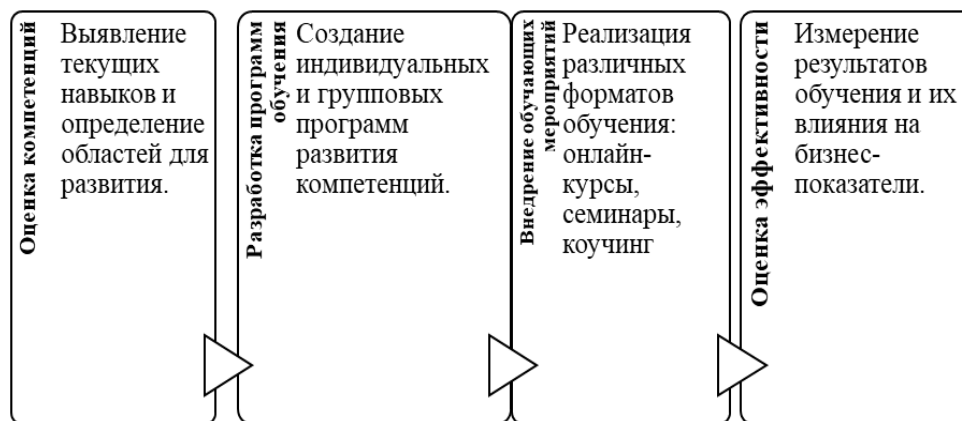 Оценка компетенций
Выявление
текущих
навыков и
определение
областей для
развития.
Разработка программ
обучения
Создание
индивидуальных
и групповых
программ
развития
компетенций.
Внедрение обучающих
мероприятий
Реализация
различных
форматов
обучения:
онлайн-
курсы,
семинары,
коучинг
Оценка эффективности
Измерение
результатов
обучения и их
влияния на
бизнес-
показатели.